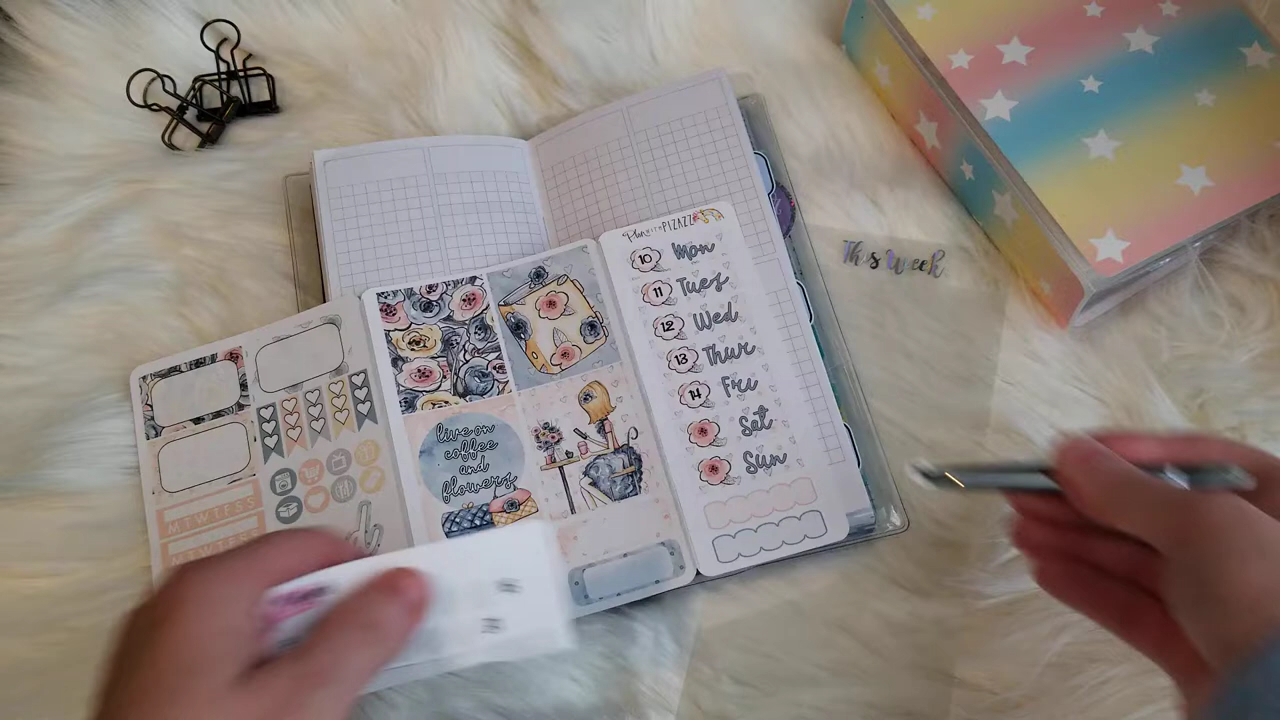 Plan WITH PIZAZZ
This Week
10 Mon
11 Tues
12 Wed
13 Thur
14 Fri
Sat
Sun
live on
coffee
and
flowers
MTWTFSS
MTWTFSS